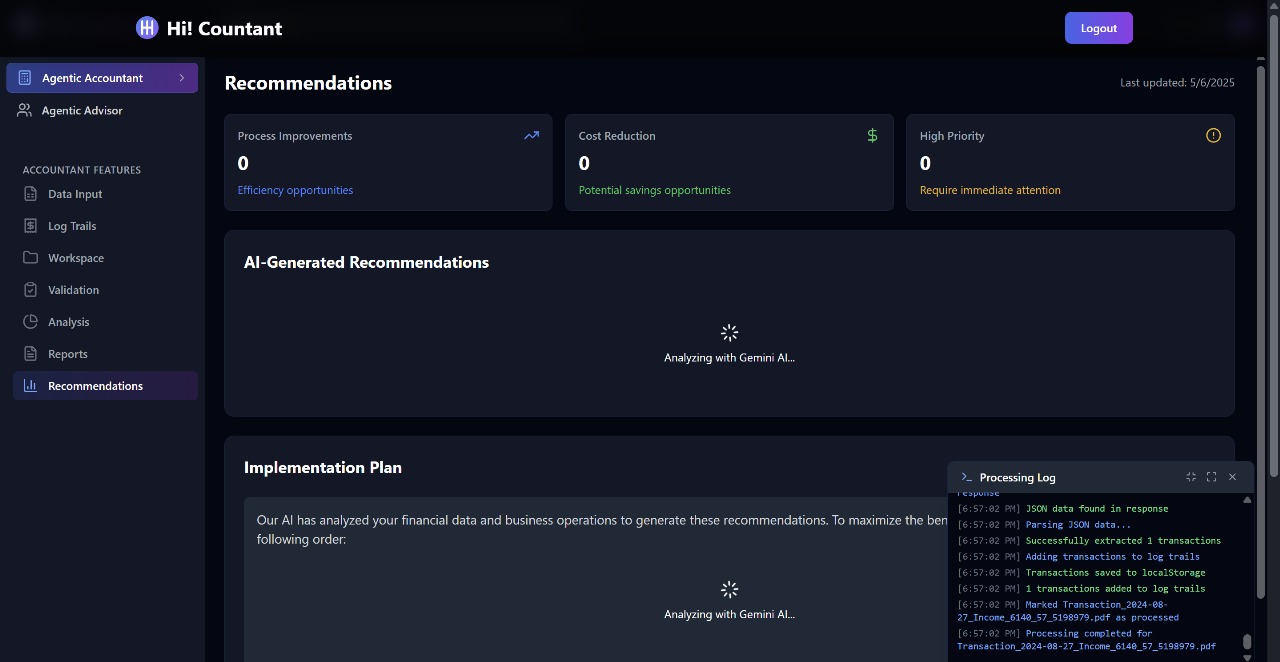 Hi! Countant
Logout
Agentic Accountant
Agentic Advisor
ACCOUNTANT FEATURES
Data Input
Log Trails
Workspace
Validation
Analysis
Reports
Recommendations
Recommendations
Last updated: 5/6/2025
Process Improvements
0
Efficiency opportunities
Cost Reduction
0
Potential savings opportunities
High Priority
0
Require immediate attention
AI-Generated Recommendations
Analyzing with Gemini AI...
Implementation Plan
Our AI has analyzed your financial data and business operations to generate these recommendations. To maximize the ben
following order:
Analyzing with Gemini AI...
Processing Log
response
[6:57:02 PM] JSON data found in response
[6:57:02 PM] Parsing JSON data...
[6:57:02 PM] Successfully extracted 1 transactions
[6:57:02 PM] Adding transactions to log trails
[6:57:02 PM] Transactions saved to localStorage
[6:57:02 PM] 1 transactions added to log trails
[6:57:02 PM] Marked Transaction_2024-08-
27_Income_6140_57_5198979.pdf as processed
[6:57:02 PM] Processing completed for
Transaction_2024-08-27_Income_6140_57_5198979.pdf